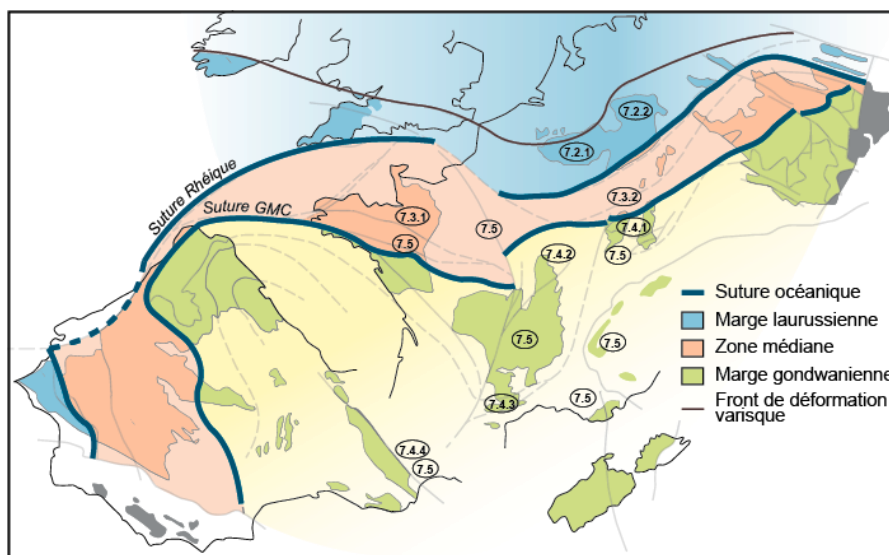 7.2.2
7.2.1
Suture Rhéique
Suture GMC
7.3.2
7.3.1
7.5
7.5
7.4.1
7.4.2
7.5
7.5
7.5
7.4.3
7.5
7.4.4
7.5
Suture océanique
Marge laurussienne
Zone médiane
Marge gondwanienne
Front de déformation
varisque